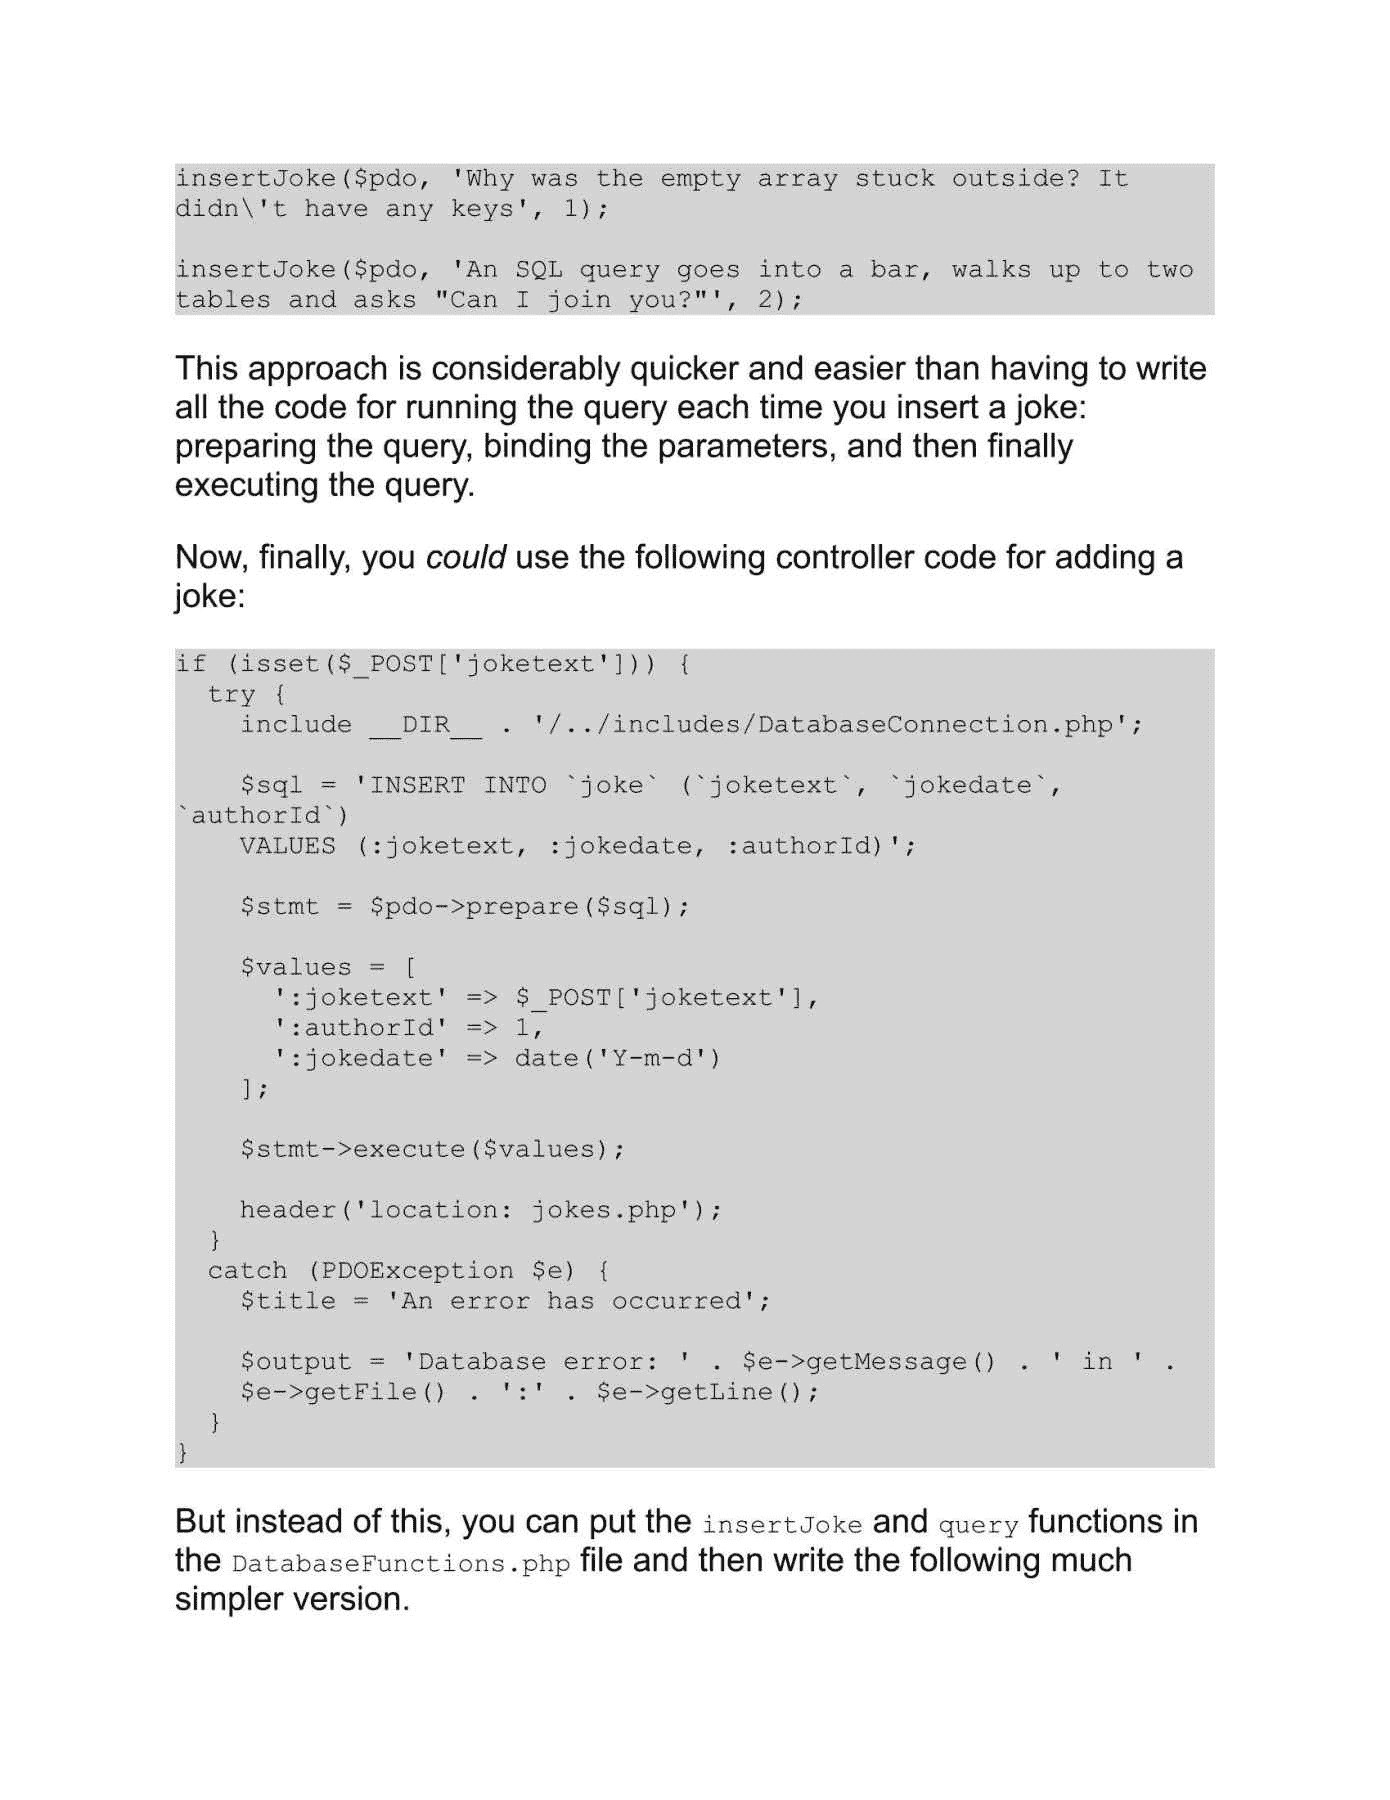 insertJoke($pdo, 'Why was the empty array stuck outside? It
didn\'t have any keys', 1);
insertJoke($pdo, 'An SQL query goes into a bar, walks up to two
tables and asks "Can I join you?"', 2);
This approach is considerably quicker and easier than having to write
all the code for running the query each time you insert a joke:
preparing the query, binding the parameters, and then finally
executing the query.
Now, finally, you could use the following controller code for adding a
joke:
if (isset($_POST['joketext'])) {
  try {
    include __DIR__ . '/../includes/DatabaseConnection.php';
    $sql = 'INSERT INTO `joke` (`joketext`, `jokedate`,
`authorId`)
    VALUES (:joketext, :jokedate, :authorId)';
    $stmt = $pdo->prepare($sql);
    $values = [
      ':joketext' => $_POST['joketext'],
      ':authorId' => 1,
      ':jokedate' => date('Y-m-d')
    ];
    $stmt->execute($values);
    header('location: jokes.php');
  }
  catch (PDOException $e) {
    $title = 'An error has occurred';
    $output = 'Database error: ' . $e->getMessage() . ' in ' .
    $e->getFile() . ':' . $e->getLine();
  }
}
But instead of this, you can put the insertJoke and query functions in
the DatabaseFunctions.php file and then write the following much
simpler version.